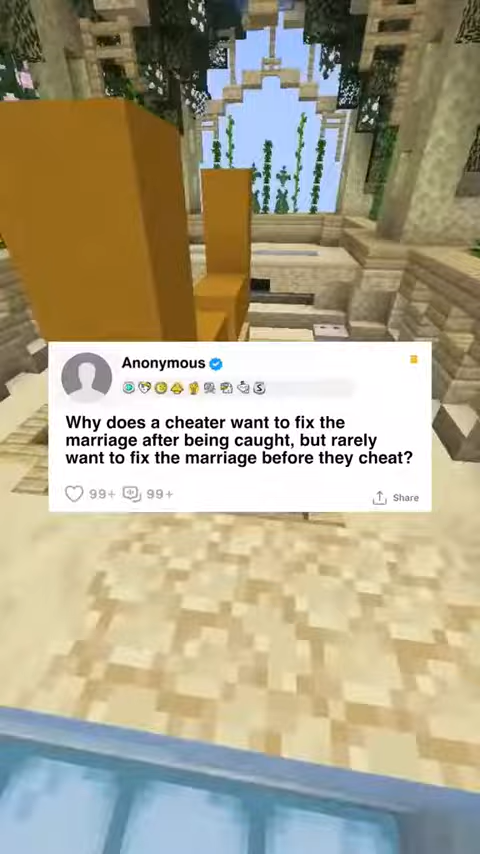 Anonymous
Why does a cheater want to fix the
marriage after being caught, but rarely
want to fix the marriage before they cheat?
99+ 99+ Share